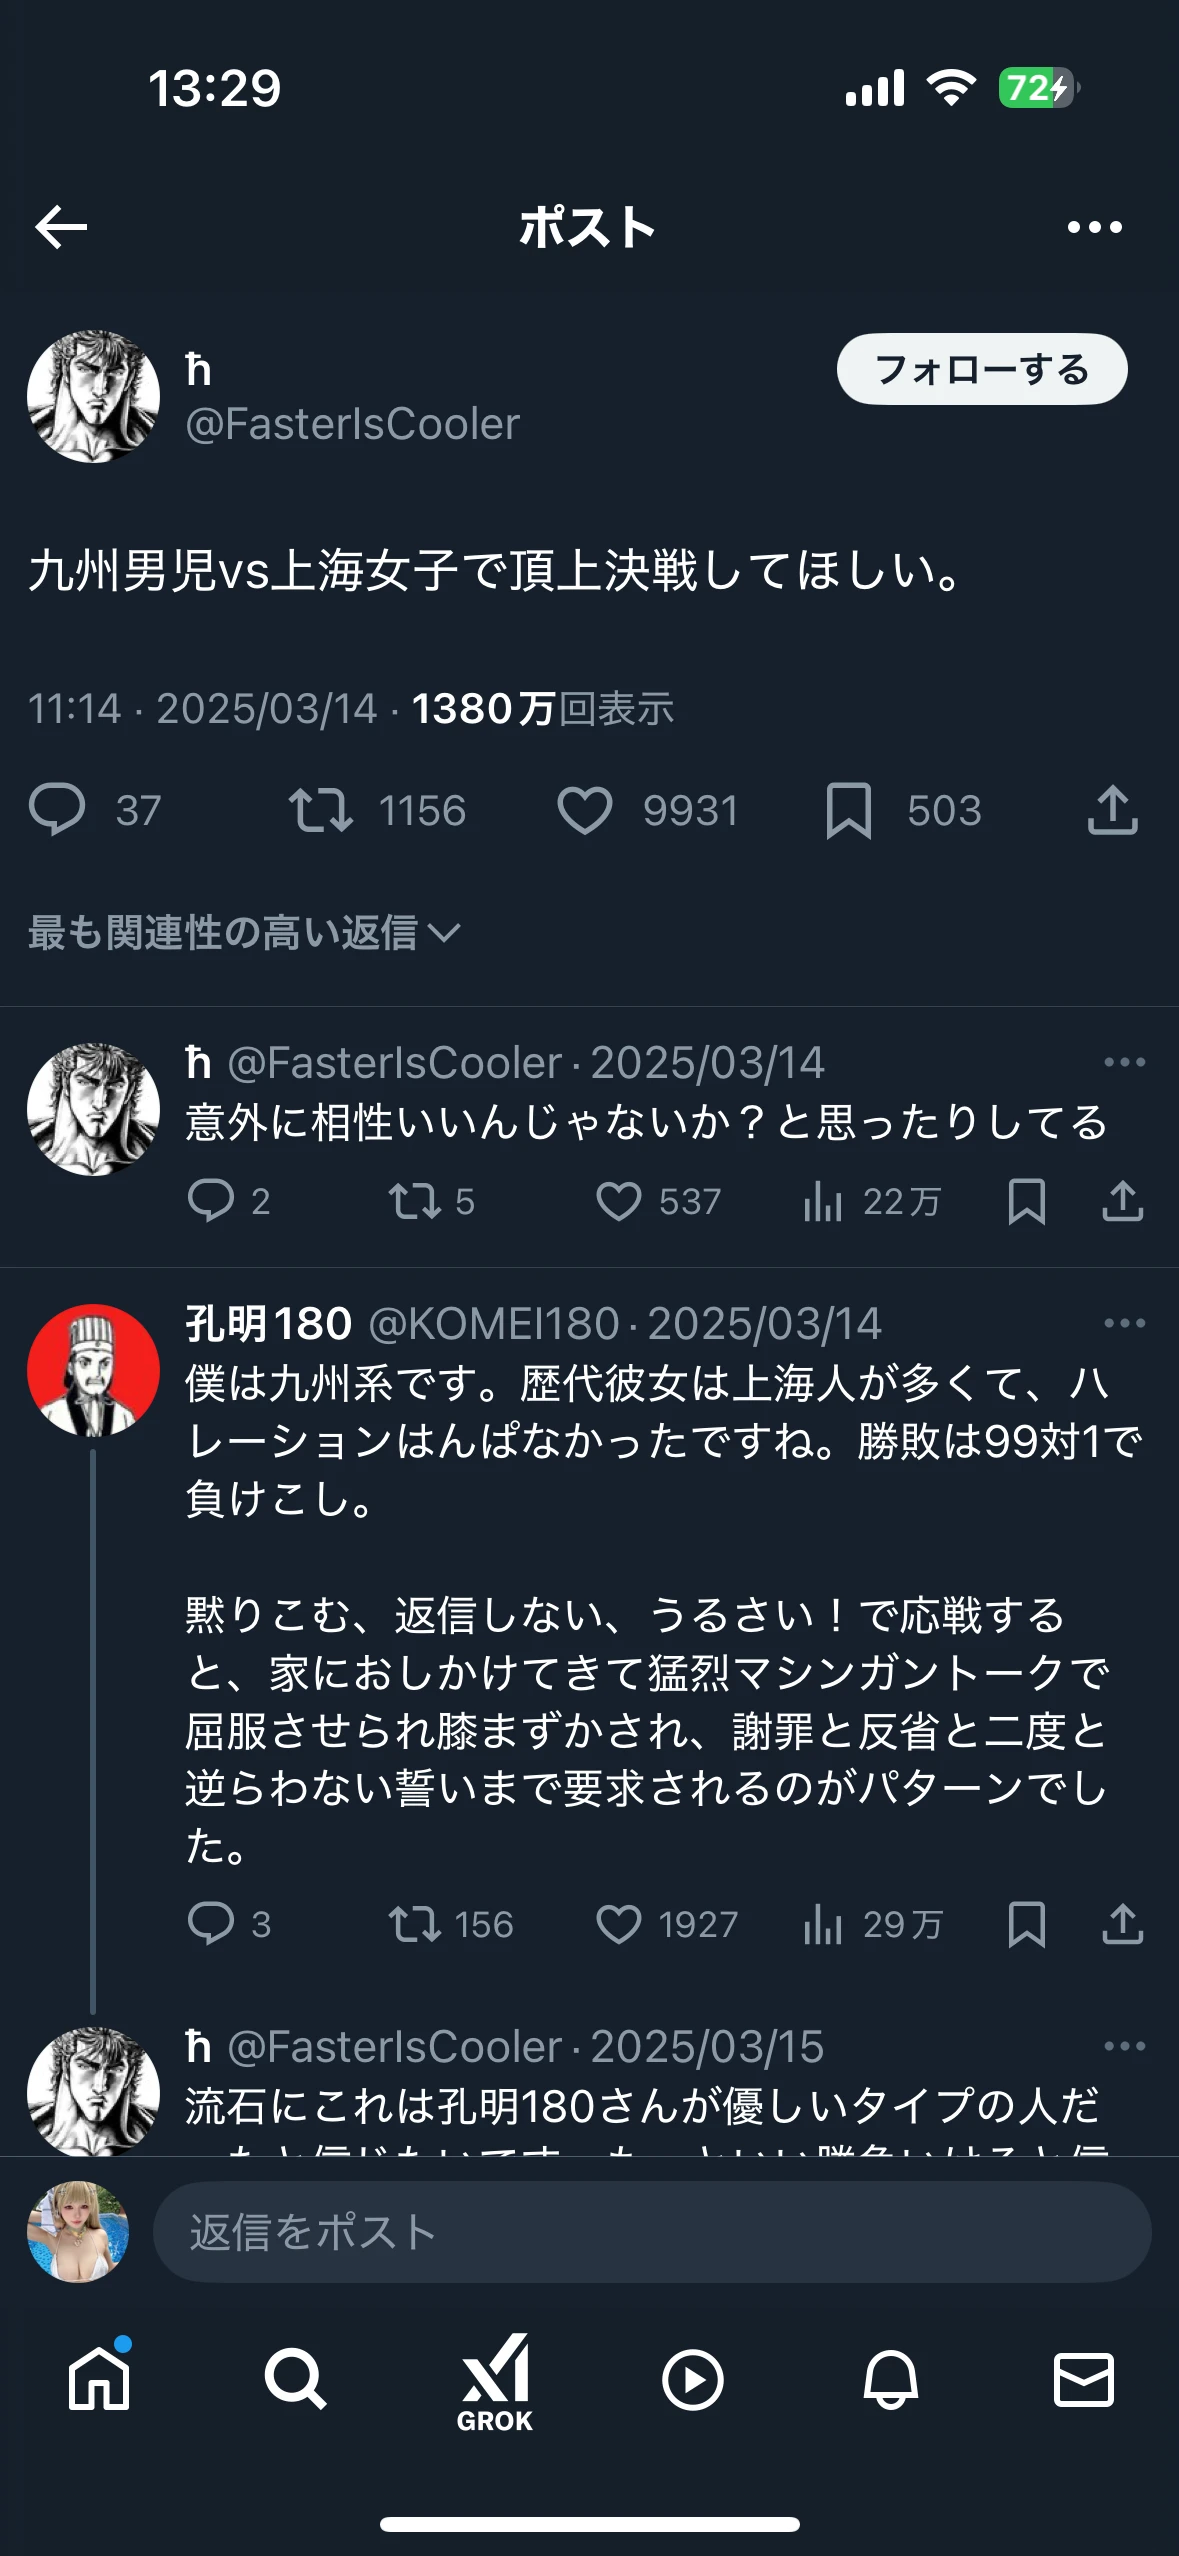 13:29
72
ポスト
ħ
フォローする
@FasterIsCooler
九州男児vs上海女子で頂上決戦してほしい。
11:14 · 2025/03/14 · 1380万回表示
37 1156 9931 503
最も関連性の高い返信
ħ @FasterIsCooler · 2025/03/14
意外に相性いいんじゃないか？と思ったりしてる
2 5 537 22万
孔明180 @KOMEI180 · 2025/03/14
僕は九州系です。歴代彼女は上海人が多くて、ハ
レーションはんぱなかったですね。勝敗は99対1で
負けこし。
黙りこむ、返信しない、うるさい！で応戦する
と、家におしかけてきて猛烈マシンガントークで
屈服させられ膝まずかされ、謝罪と反省と二度と
逆らわない誓いまで要求されるのがパターンでし
た。
3 156 1927 29万
ħ @FasterIsCooler · 2025/03/15
流石にこれは孔明180さんが優しいタイプの人だ
返信をポスト
GROK